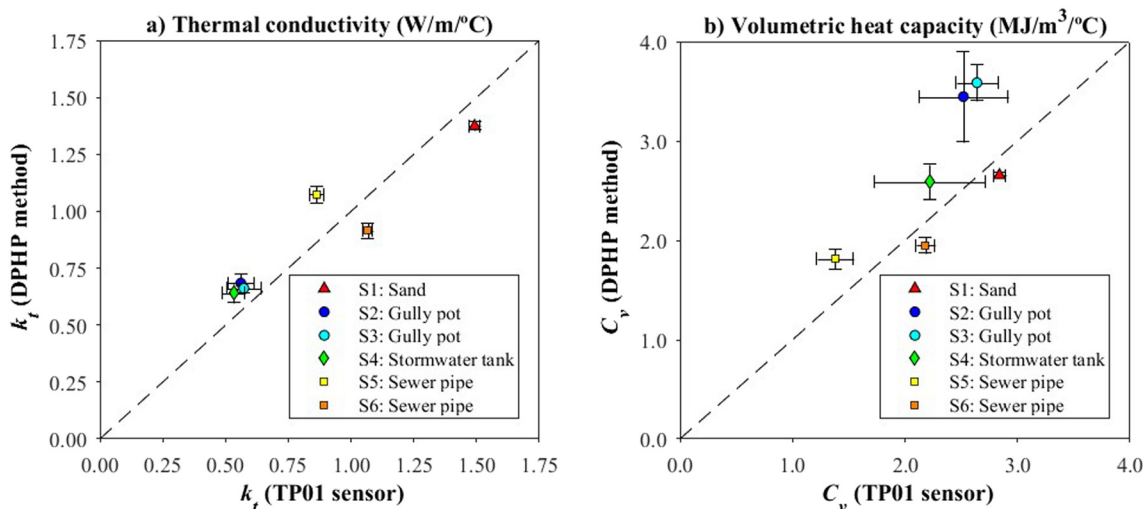 a) Thermal conductivity (W/m/ºC)
1.75
1.50
1.25
1.00
0.75
0.50
0.25
0.00
k_t (DPHP method)
S1: Sand
S2: Gully pot
S3: Gully pot
S4: Stormwater tank
S5: Sewer pipe
S6: Sewer pipe
0.00 0.25 0.50 0.75 1.00 1.25 1.50 1.75
k_t (TP01 sensor)
b) Volumetric heat capacity (MJ/m³/ºC)
4.0
3.0
2.0
1.0
0.0
C_v (DPHP method)
S1: Sand
S2: Gully pot
S3: Gully pot
S4: Stormwater tank
S5: Sewer pipe
S6: Sewer pipe
0.0 1.0 2.0 3.0 4.0
C_v (TP01 sensor)